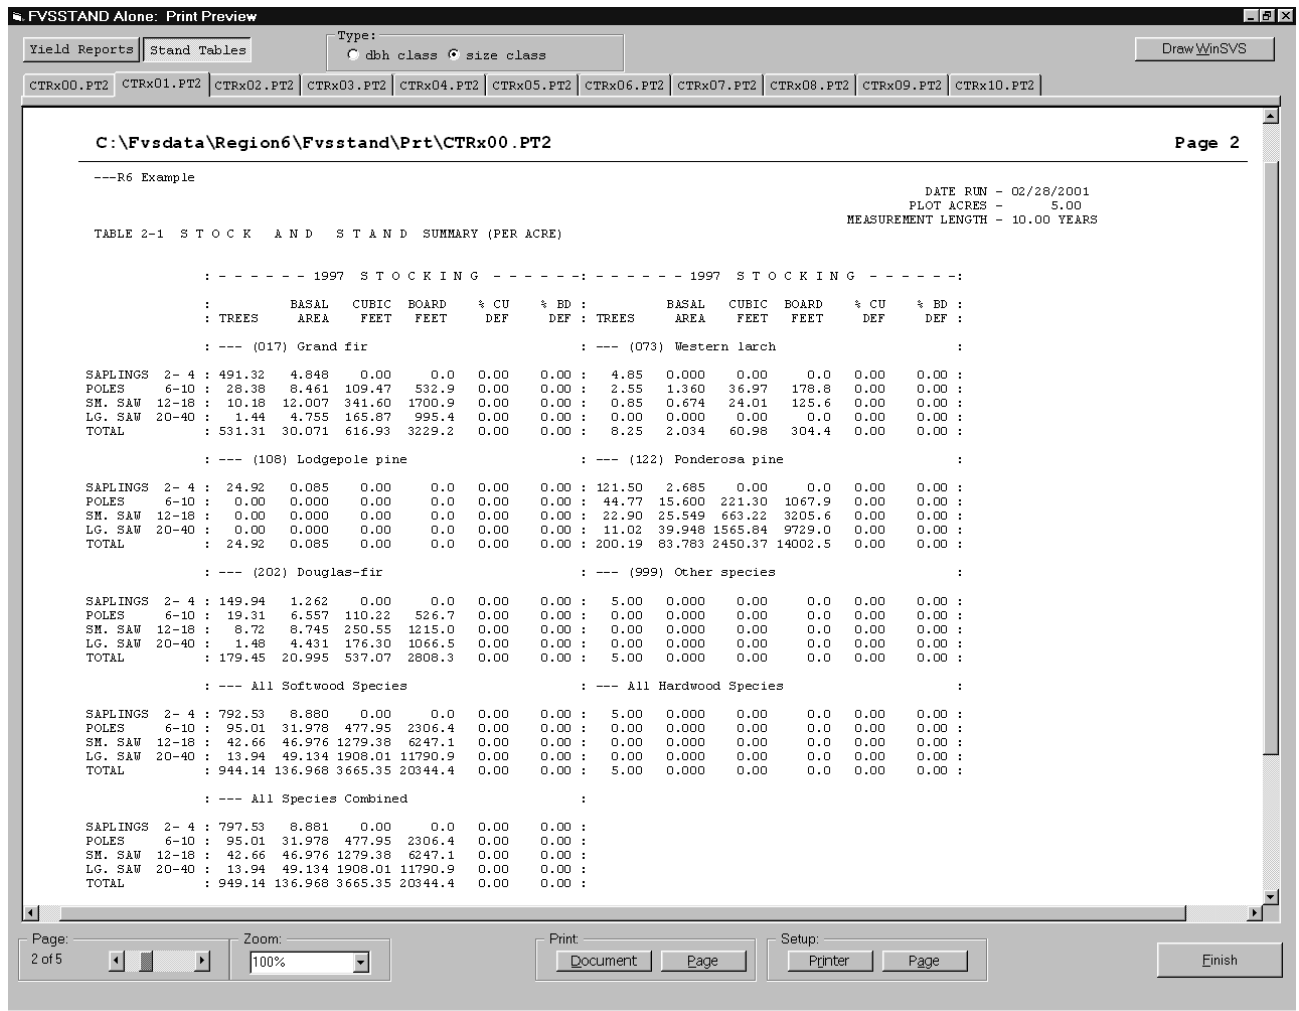 FVSSTAND Alone: Print Preview
Yield Reports Stand Tables Type: dbh class size class Draw WinSVS
CTRx00.PT2 CTRx01.PT2 CTRx02.PT2 CTRx03.PT2 CTRx04.PT2 CTRx05.PT2 CTRx06.PT2 CTRx07.PT2 CTRx08.PT2 CTRx09.PT2 CTRx10.PT2
C:\Fvsdata\Region6\Fvsstand\Prt\CTRx00.PT2 Page 2
---R6 Example
DATE RUN - 02/28/2001
PLOT ACRES - 5.00
MEASUREMENT LENGTH - 10.00 YEARS
TABLE 2-1 S T O C K A N D S T A N D SUMMARY (PER ACRE)
: - - - - - - 1997 S T O C K I N G - - - - - -: - - - - - - 1997 S T O C K I N G - - - - - -:
: BASAL CUBIC BOARD % CU % BD : BASAL CUBIC BOARD % CU % BD :
: TREES AREA FEET FEET DEF DEF : TREES AREA FEET FEET DEF DEF :
: --- (017) Grand fir : --- (073) Western larch :
SAPLINGS 2- 4 : 491.32 4.848 0.00 0.0 0.00 0.00 : 4.85 0.000 0.00 0.0 0.00 0.00 :
POLES 6-10 : 28.38 8.461 109.47 532.9 0.00 0.00 : 2.55 1.360 36.97 178.8 0.00 0.00 :
SM. SAW 12-18 : 10.18 12.007 341.60 1700.9 0.00 0.00 : 0.85 0.674 24.01 125.6 0.00 0.00 :
LG. SAW 20-40 : 1.44 4.755 165.87 995.4 0.00 0.00 : 0.00 0.000 0.00 0.0 0.00 0.00 :
TOTAL : 531.31 30.071 616.93 3229.2 0.00 0.00 : 8.25 2.034 60.98 304.4 0.00 0.00 :
: --- (108) Lodgepole pine : --- (122) Ponderosa pine :
SAPLINGS 2- 4 : 24.92 0.085 0.00 0.0 0.00 0.00 : 121.50 2.685 0.00 0.0 0.00 0.00 :
POLES 6-10 : 0.00 0.000 0.00 0.0 0.00 0.00 : 44.77 15.600 221.30 1067.9 0.00 0.00 :
SM. SAW 12-18 : 0.00 0.000 0.00 0.0 0.00 0.00 : 22.90 25.549 663.22 3205.6 0.00 0.00 :
LG. SAW 20-40 : 0.00 0.000 0.00 0.0 0.00 0.00 : 11.02 39.948 1565.84 9729.0 0.00 0.00 :
TOTAL : 24.92 0.085 0.00 0.0 0.00 0.00 : 200.19 83.783 2450.37 14002.5 0.00 0.00 :
: --- (202) Douglas-fir : --- (999) Other species :
SAPLINGS 2- 4 : 149.94 1.262 0.00 0.0 0.00 0.00 : 5.00 0.000 0.00 0.0 0.00 0.00 :
POLES 6-10 : 19.31 6.557 110.22 526.7 0.00 0.00 : 0.00 0.000 0.00 0.0 0.00 0.00 :
SM. SAW 12-18 : 8.72 8.745 250.55 1215.0 0.00 0.00 : 0.00 0.000 0.00 0.0 0.00 0.00 :
LG. SAW 20-40 : 1.48 4.431 176.30 1066.5 0.00 0.00 : 0.00 0.000 0.00 0.0 0.00 0.00 :
TOTAL : 179.45 20.995 537.07 2808.3 0.00 0.00 : 5.00 0.000 0.00 0.0 0.00 0.00 :
: --- All Softwood Species : --- All Hardwood Species :
SAPLINGS 2- 4 : 792.53 8.880 0.00 0.0 0.00 0.00 : 5.00 0.000 0.00 0.0 0.00 0.00 :
POLES 6-10 : 95.01 31.978 477.95 2306.4 0.00 0.00 : 0.00 0.000 0.00 0.0 0.00 0.00 :
SM. SAW 12-18 : 42.66 46.976 1279.38 6247.1 0.00 0.00 : 0.00 0.000 0.00 0.0 0.00 0.00 :
LG. SAW 20-40 : 13.94 49.134 1908.01 11790.9 0.00 0.00 : 0.00 0.000 0.00 0.0 0.00 0.00 :
TOTAL : 944.14 136.968 3665.35 20344.4 0.00 0.00 : 5.00 0.000 0.00 0.0 0.00 0.00 :
: --- All Species Combined :
SAPLINGS 2- 4 : 797.53 8.881 0.00 0.0 0.00 0.00 :
POLES 6-10 : 95.01 31.978 477.95 2306.4 0.00 0.00 :
SM. SAW 12-18 : 42.66 46.976 1279.38 6247.1 0.00 0.00 :
LG. SAW 20-40 : 13.94 49.134 1908.01 11790.9 0.00 0.00 :
TOTAL : 949.14 136.968 3665.35 20344.4 0.00 0.00 :
Page: Zoom: Print: Setup:
2 of 5 100% Document Page Printer Page Finish